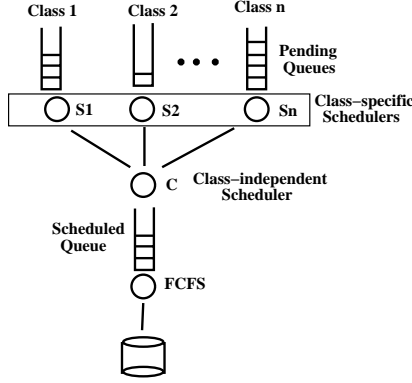 Class 1
Class 2
Class n
Pending
Queues
S1
S2
Sn
Class-specific
Schedulers
C
Class-independent
Scheduler
Scheduled
Queue
FCFS